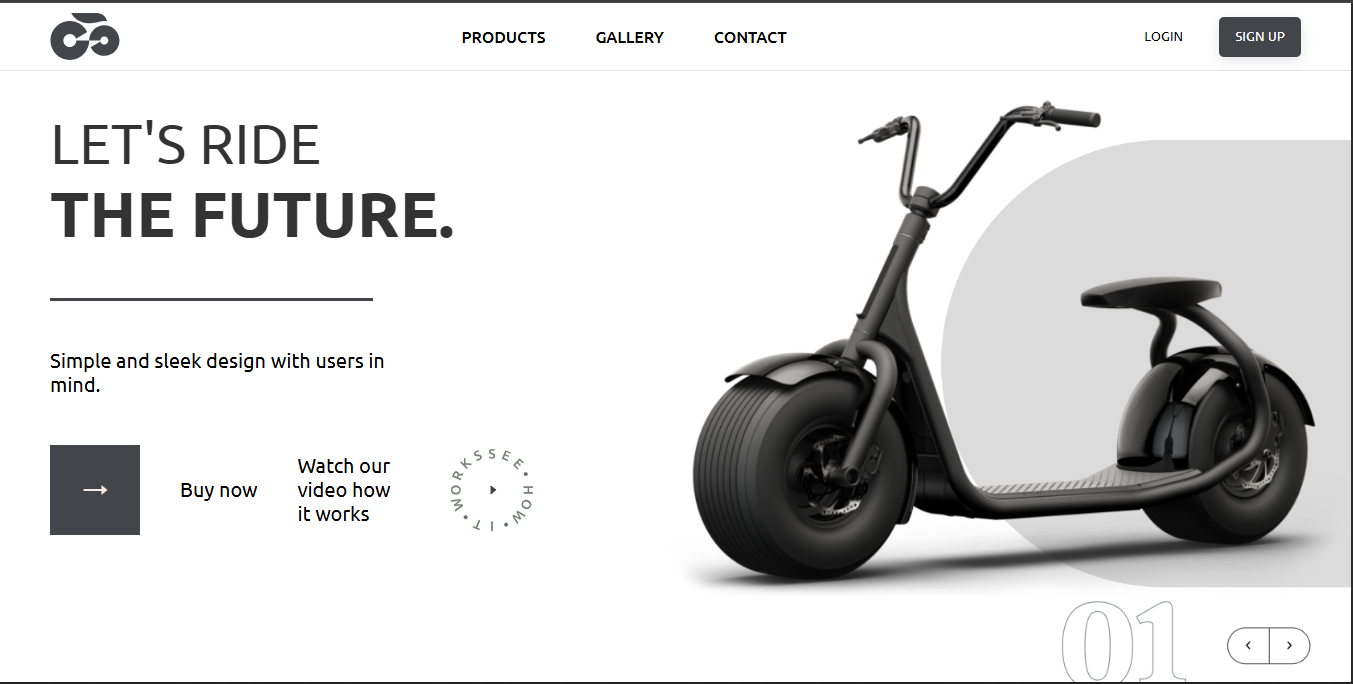 PRODUCTS GALLERY CONTACT LOGIN SIGN UP
LET'S RIDE
THE FUTURE.
Simple and sleek design with users in
mind.
Buy now
Watch our
video how
it works
SEE • HOW • IT • WORKS
01